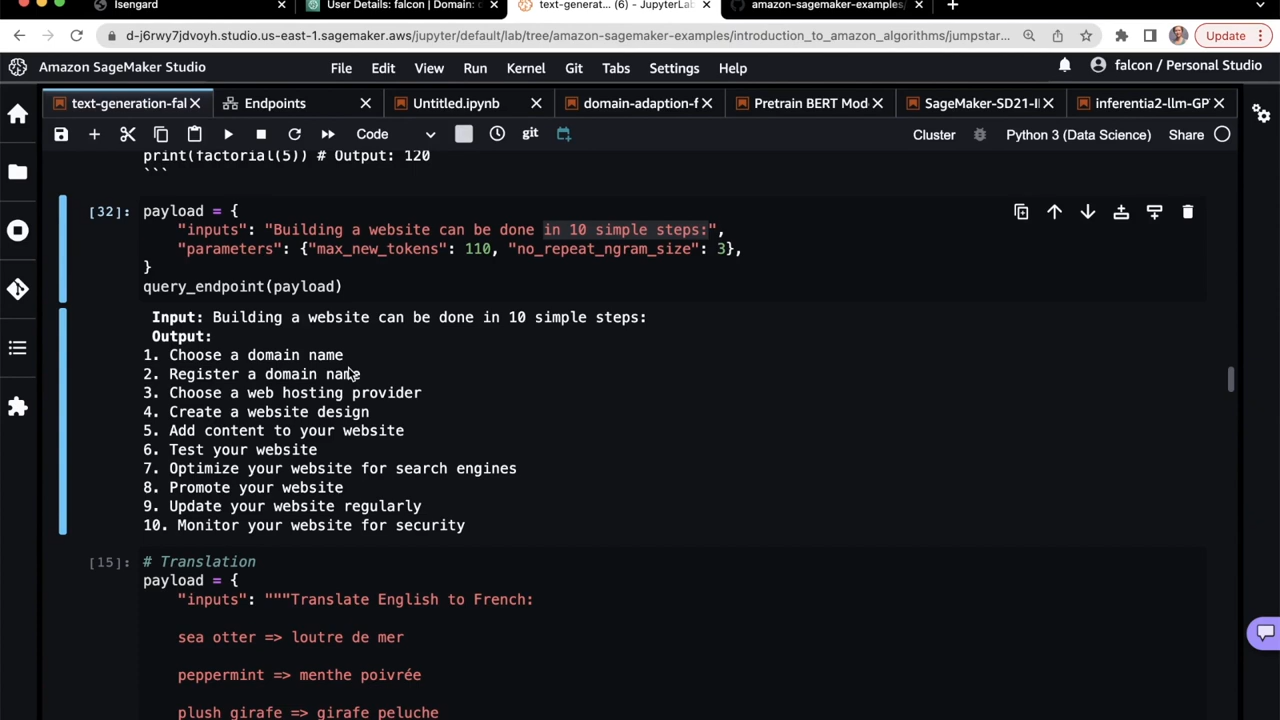 Isengard
User Details: falcon | Domain: c
text-generat... (6) - JupyterLab
amazon-sagemaker-examples/
d-j6rwy7jdvoyh.studio.us-east-1.sagemaker.aws/jupyter/default/lab/tree/amazon-sagemaker-examples/introduction_to_amazon_algorithms/jumpstar...
Update
Amazon SageMaker Studio
File Edit View Run Kernel Git Tabs Settings Help
falcon / Personal Studio
text-generation-fal
Endpoints
Untitled.ipynb
domain-adaption-f
Pretrain BERT Mod
SageMaker-SD21-I
inferentia2-llm-GP
Code
git
Cluster
Python 3 (Data Science)
Share
print(factorial(5)) # Output: 120
```
[32]: payload = {
"inputs": "Building a website can be done in 10 simple steps:",
"parameters": {"max_new_tokens": 110, "no_repeat_ngram_size": 3},
}
query_endpoint(payload)
Input: Building a website can be done in 10 simple steps:
Output:
1. Choose a domain name
2. Register a domain name
3. Choose a web hosting provider
4. Create a website design
5. Add content to your website
6. Test your website
7. Optimize your website for search engines
8. Promote your website
9. Update your website regularly
10. Monitor your website for security
[15]: # Translation
payload = {
"inputs": """Translate English to French:
sea otter => loutre de mer
peppermint => menthe poivrée
plush girafe => girafe peluche